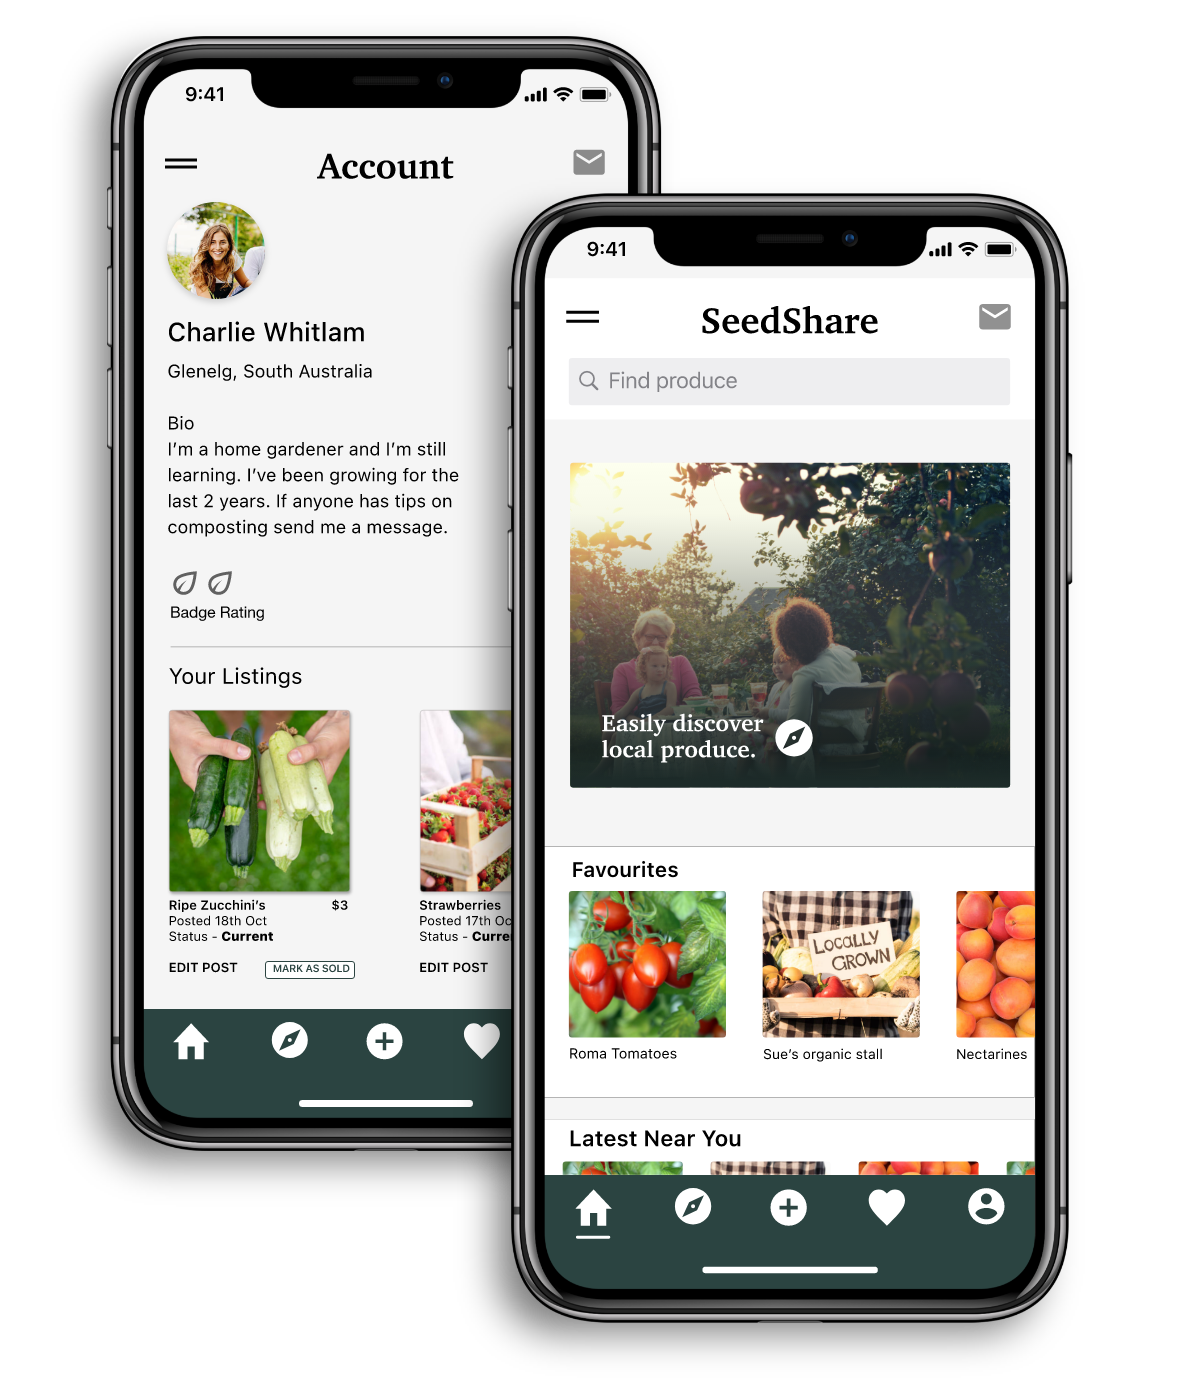 9:41
Account
Charlie Whitlam
Glenelg, South Australia
Bio
I'm a home gardener and I'm still
learning. I've been growing for the
last 2 years. If anyone has tips on
composting send me a message.
Badge Rating
Your Listings
Ripe Zucchini's $3
Posted 18th Oct
Status - Current
EDIT POST MARK AS SOLD
Strawberries
Posted 17th Oc
Status - Curre
EDIT POST
9:41
SeedShare
Find produce
Easily discover
local produce.
Favourites
LOCALLY
GROWN
Roma Tomatoes
Sue's organic stall
Nectarines
Latest Near You